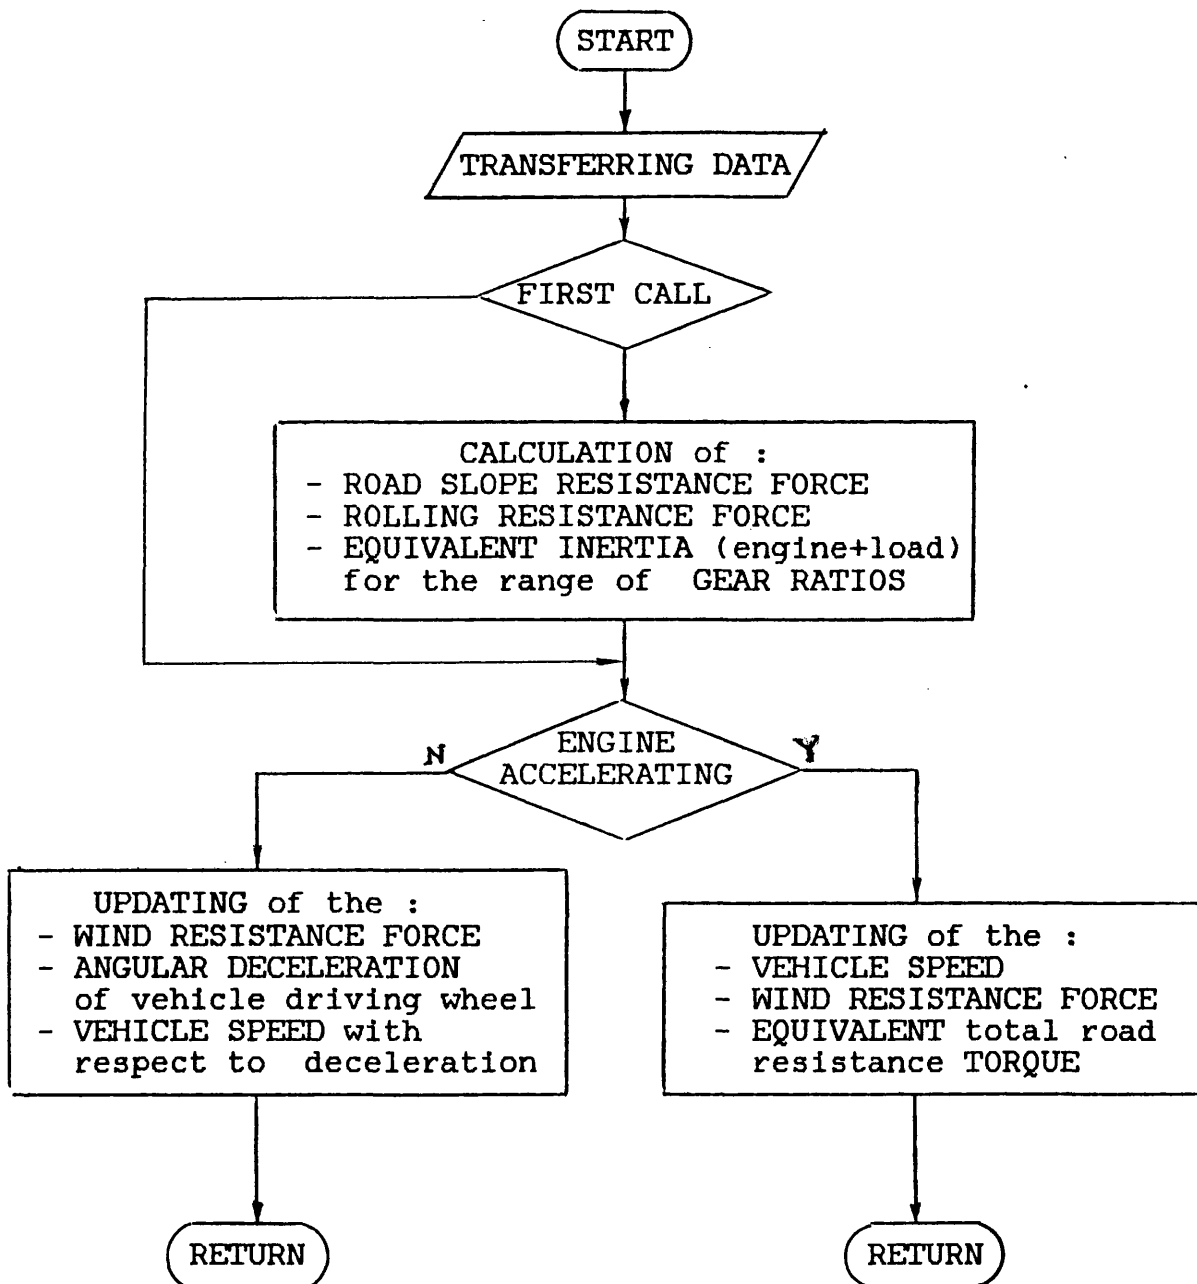 START
TRANSFERRING DATA
FIRST CALL
CALCULATION of :
- ROAD SLOPE RESISTANCE FORCE
- ROLLING RESISTANCE FORCE
- EQUIVALENT INERTIA (engine+load)
for the range of GEAR RATIOS
ENGINE
ACCELERATING
N
Y
UPDATING of the :
- WIND RESISTANCE FORCE
- ANGULAR DECELERATION
of vehicle driving wheel
- VEHICLE SPEED with
respect to deceleration
UPDATING of the :
- VEHICLE SPEED
- WIND RESISTANCE FORCE
- EQUIVALENT total road
resistance TORQUE
RETURN
RETURN